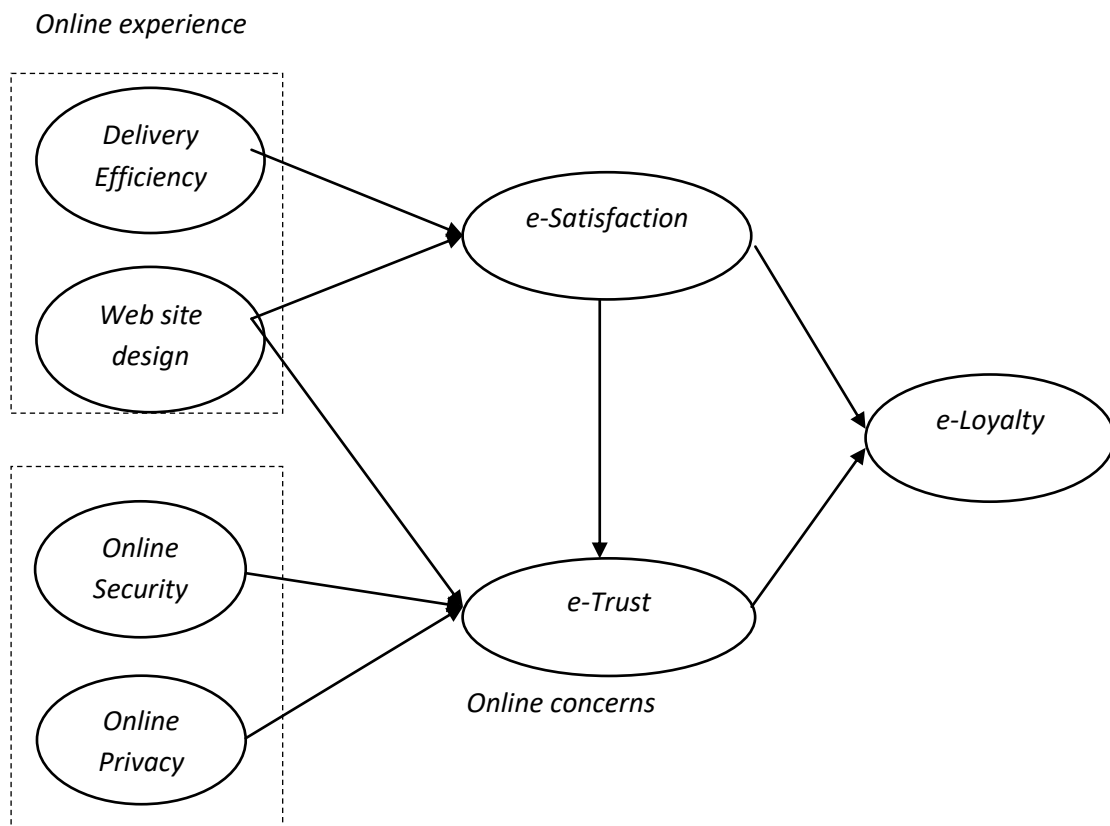 Online experience
Delivery
Efficiency
e-Satisfaction
Web site
design
e-Loyalty
Online
Security
e-Trust
Online
Privacy
Online concerns